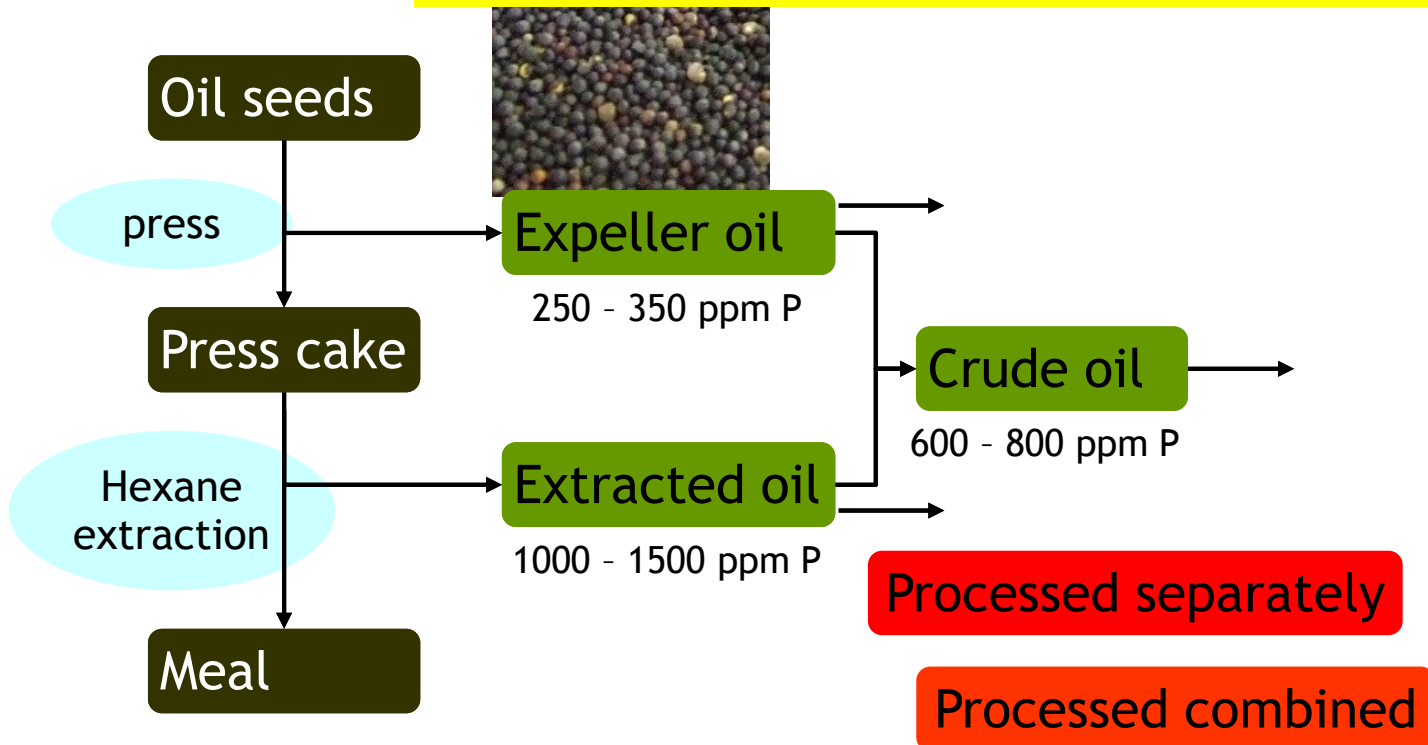 Oil seeds
press
Expeller oil
250 – 350 ppm P
Press cake
Crude oil
600 – 800 ppm P
Hexane
extraction
Extracted oil
1000 – 1500 ppm P
Processed separately
Meal
Processed combined